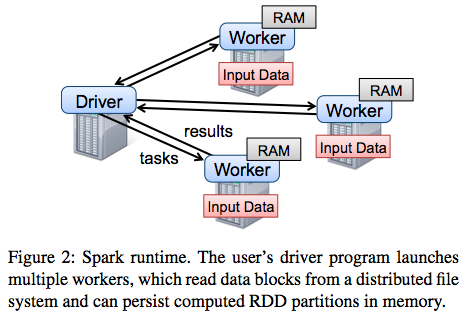 RAM
Worker
Input Data
RAM
Driver
Worker
results
Input Data
tasks
RAM
Worker
Input Data
Figure 2: Spark runtime. The user's driver program launches
multiple workers, which read data blocks from a distributed file
system and can persist computed RDD partitions in memory.